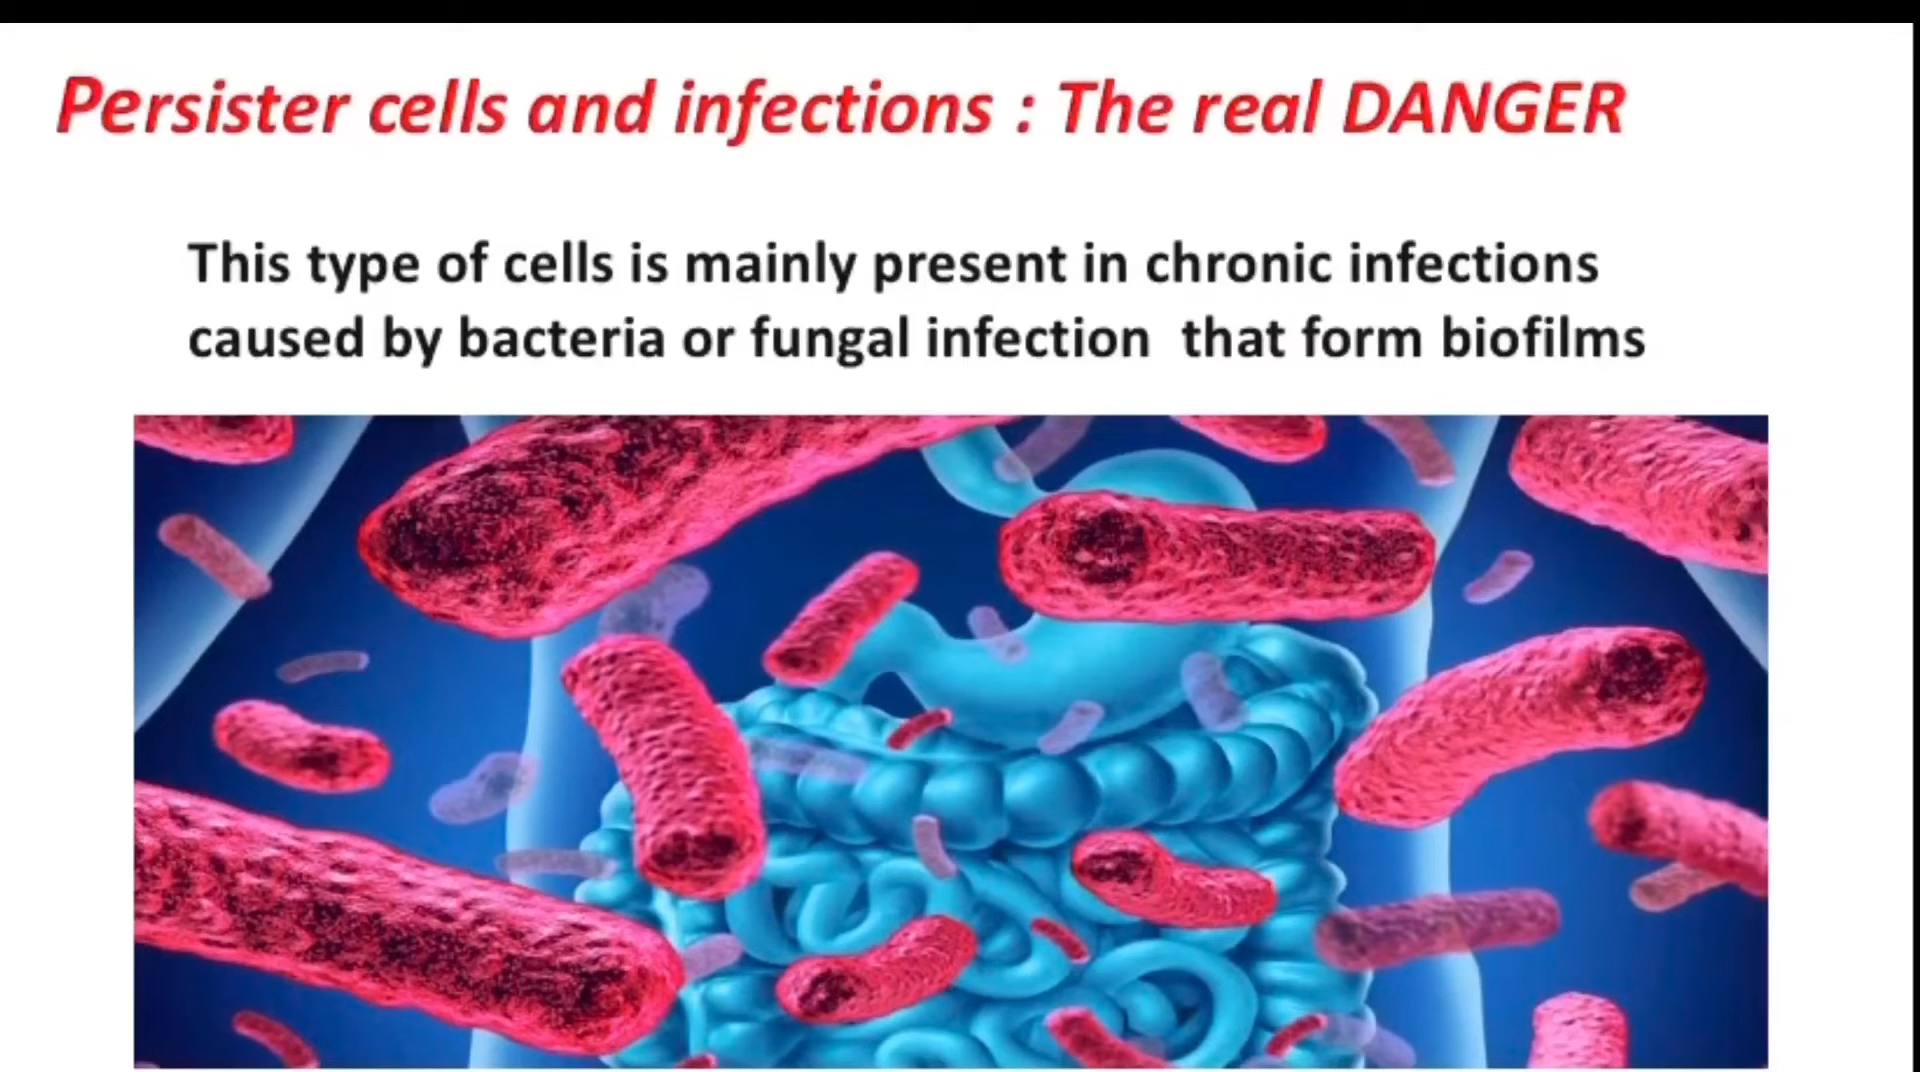 Persister cells and infections : The real DANGER
This type of cells is mainly present in chronic infections
caused by bacteria or fungal infection that form biofilms